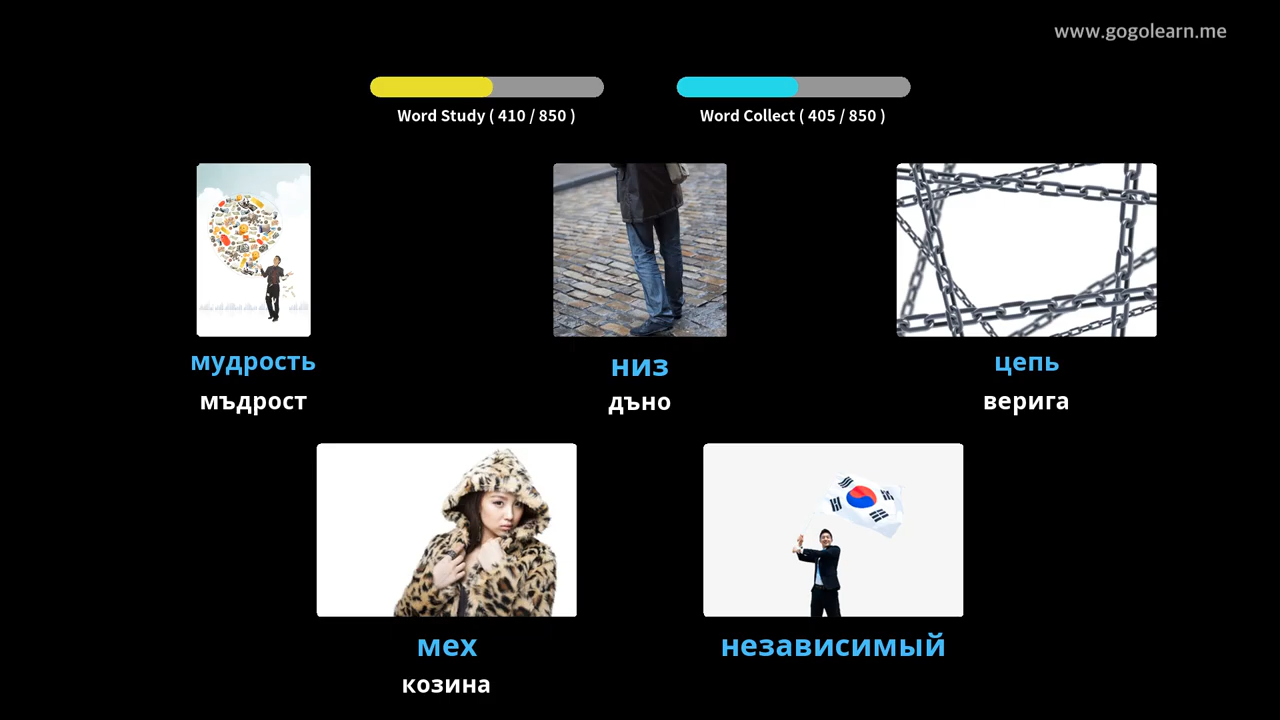 www.gogolearn.me
Word Study ( 410 / 850 )
Word Collect ( 405 / 850 )
мудрость
мъдрост
низ
дъно
цепь
верига
мех
козина
независимый